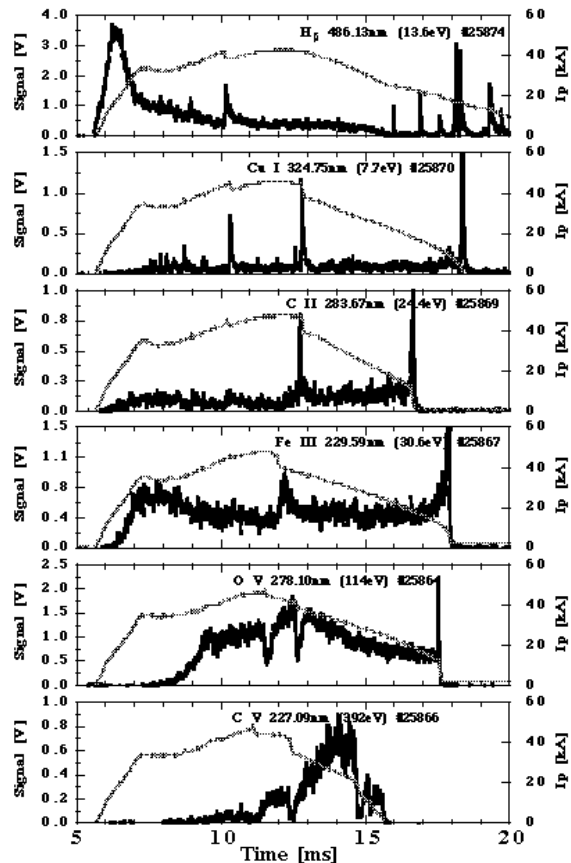 4.0
3.0
2.0
1.0
0.0
Signal [V]
Hβ 486.13nm (13.6eV) #25874
60
40
20
0
Ip [kA]
1.5
1.0
0.5
0.0
Signal [V]
Cu I 324.75nm (7.7eV) #25870
60
40
20
0
Ip [kA]
1.0
0.8
0.5
0.3
0.0
Signal [V]
C II 283.67nm (24.4eV) #25869
60
40
20
0
Ip [kA]
1.5
1.2
0.8
0.4
0.0
Signal [V]
Fe III 229.59nm (30.6eV) #25867
60
40
20
0
Ip [kA]
2.5
2.0
1.5
1.0
0.5
0.0
Signal [V]
O V 278.10nm (114eV) #25864
60
40
20
0
Ip [kA]
1.0
0.8
0.6
0.4
0.2
0.0
Signal [V]
C V 227.09nm (392eV) #25866
60
40
20
0
Ip [kA]
5 10 15 20
Time [ms]